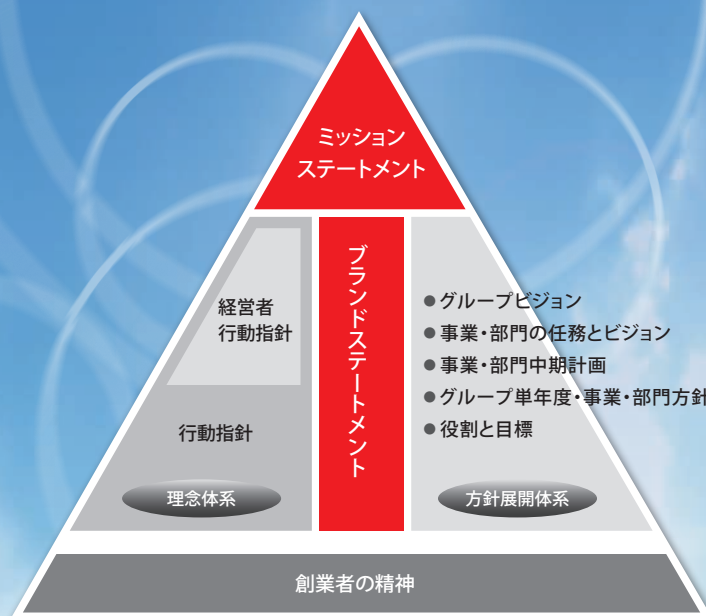 ミッション
ステートメント
ブランドステートメント
経営者
行動指針
行動指針
理念体系
●グループビジョン
●事業・部門の任務とビジョン
●事業・部門中期計画
●グループ単年度・事業・部門方針
●役割と目標
方針展開体系
創業者の精神